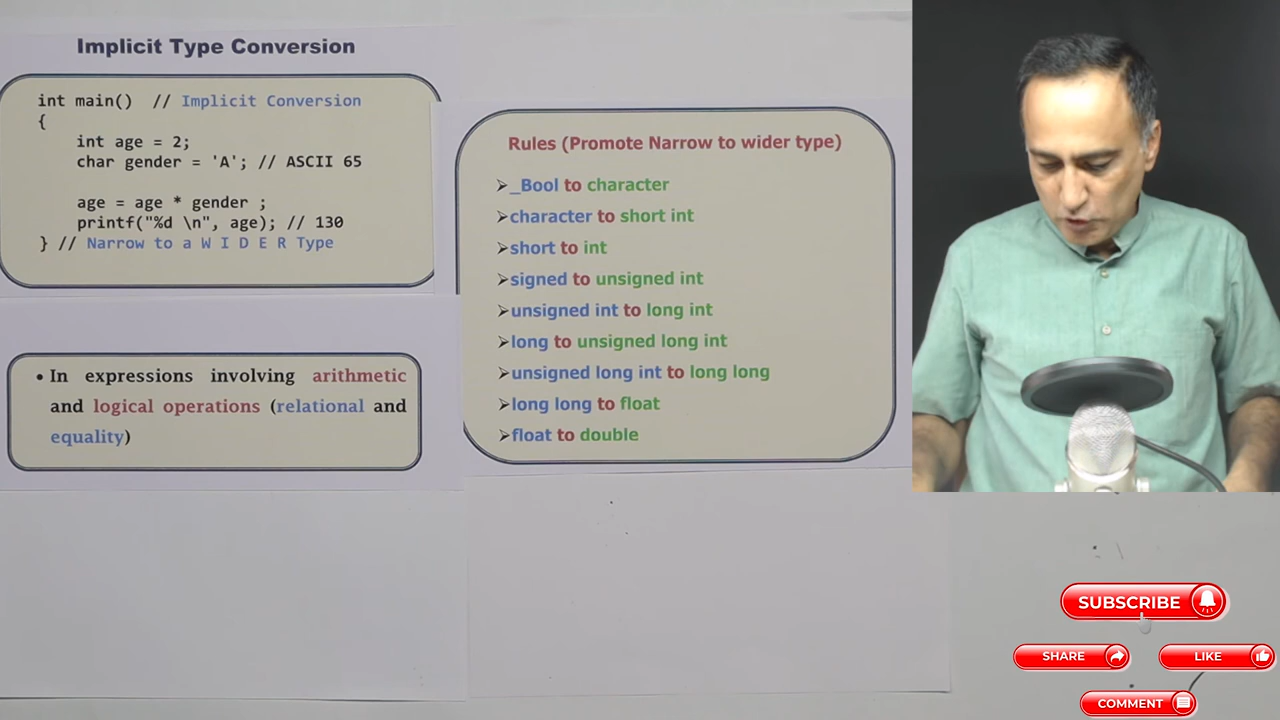 Implicit Type Conversion
int main() // Implicit Conversion
{
int age = 2;
char gender = 'A'; // ASCII 65
age = age * gender ;
printf("%d \n", age); // 130
} // Narrow to a W I D E R Type
• In expressions involving arithmetic
and logical operations (relational and
equality)
Rules (Promote Narrow to wider type)
➢_Bool to character
➢character to short int
➢short to int
➢signed to unsigned int
➢unsigned int to long int
➢long to unsigned long int
➢unsigned long int to long long
➢long long to float
➢float to double
SUBSCRIBE
SHARE
LIKE
COMMENT